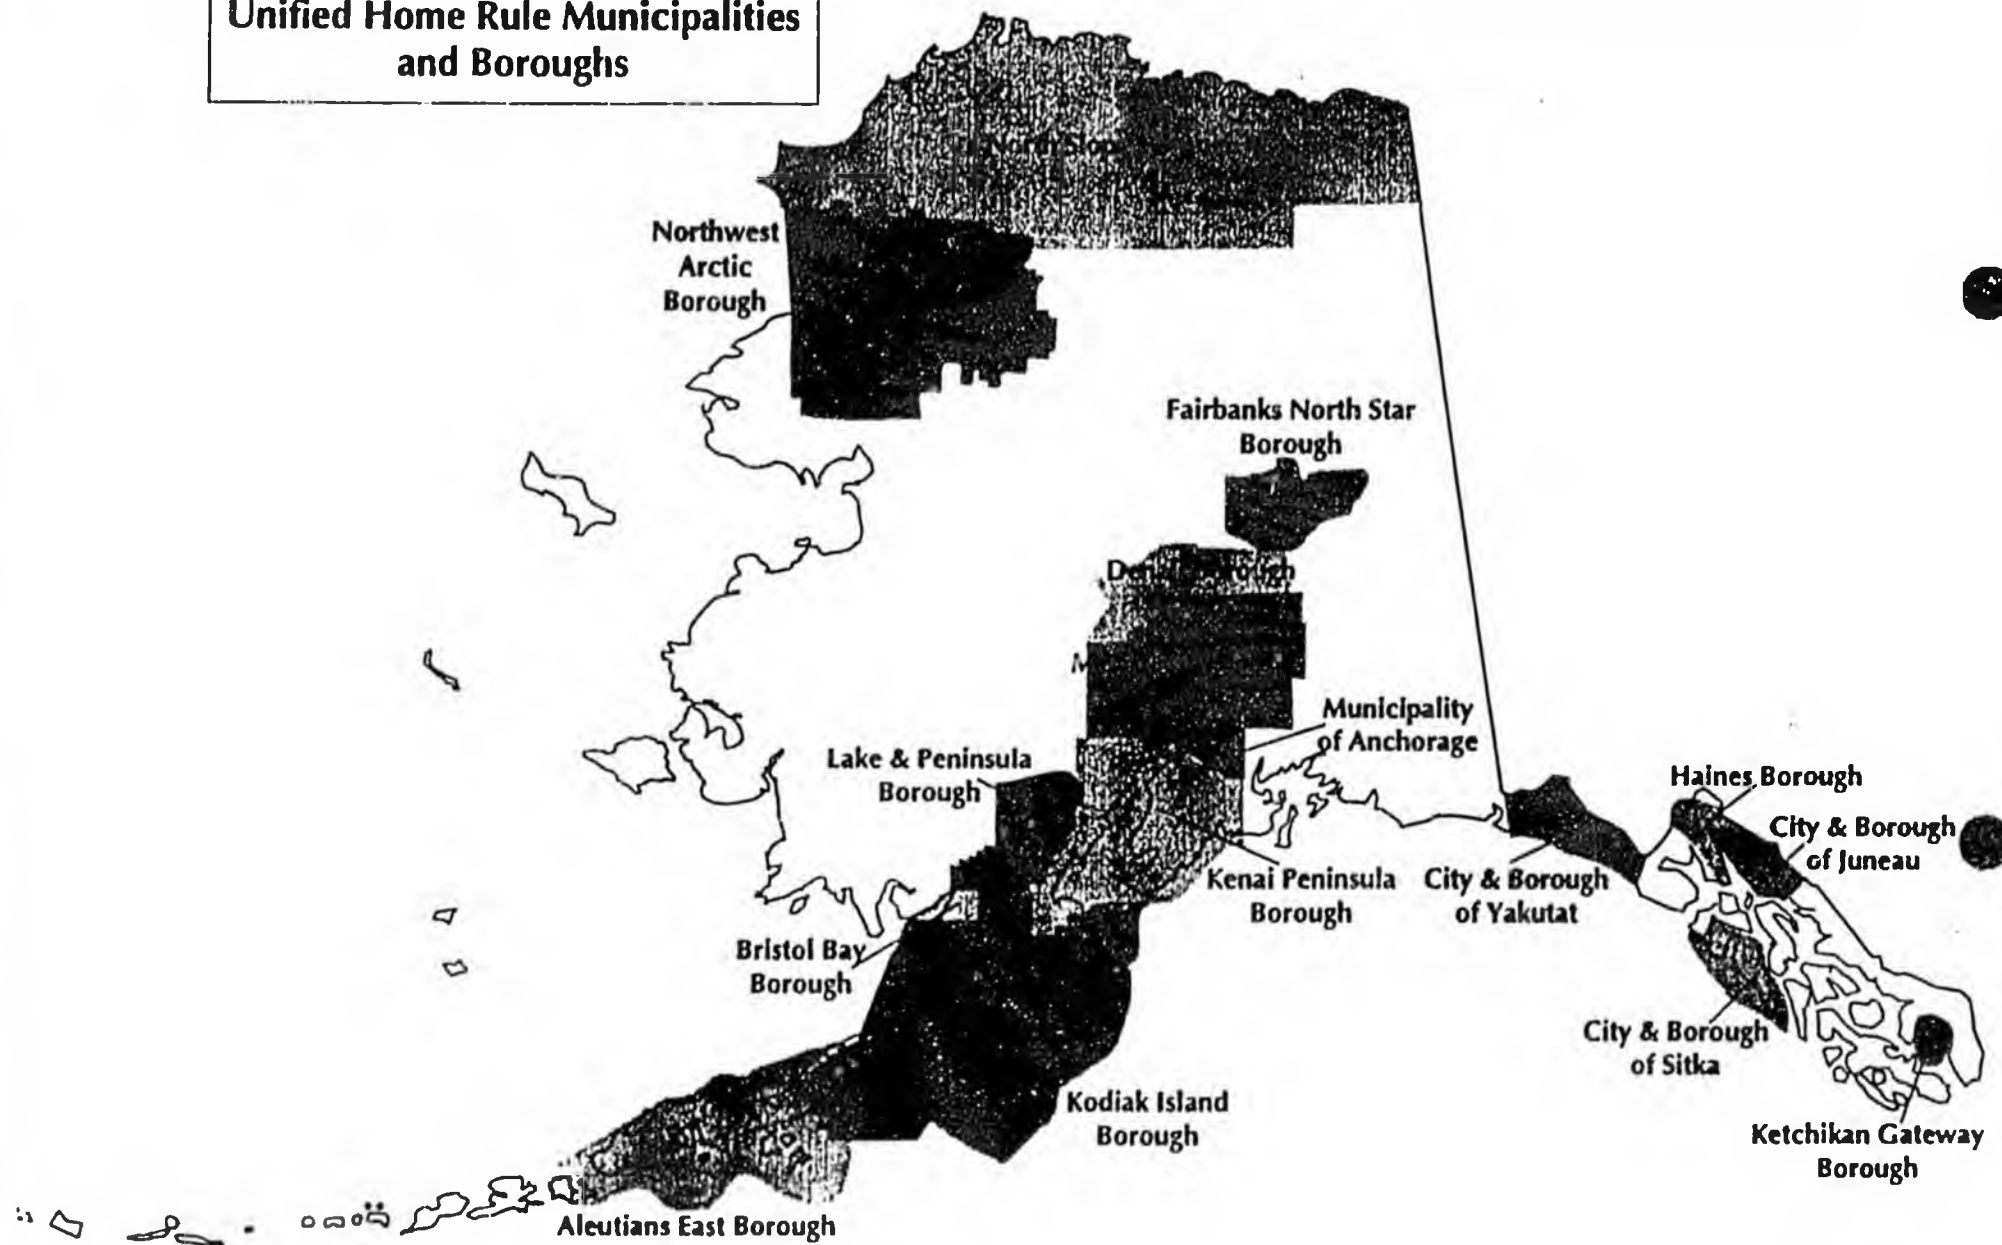 Unified Home Rule Municipalities
and Boroughs
North Slope
Northwest
Arctic
Borough
Fairbanks North Star
Borough
Municipality
of Anchorage
Lake & Peninsula
Borough
Haines Borough
City & Borough
of Juneau
Kenai Peninsula
Borough
City & Borough
of Yakutat
Bristol Bay
Borough
City & Borough
of Sitka
Kodiak Island
Borough
Ketchikan Gateway
Borough
Aleutians East Borough